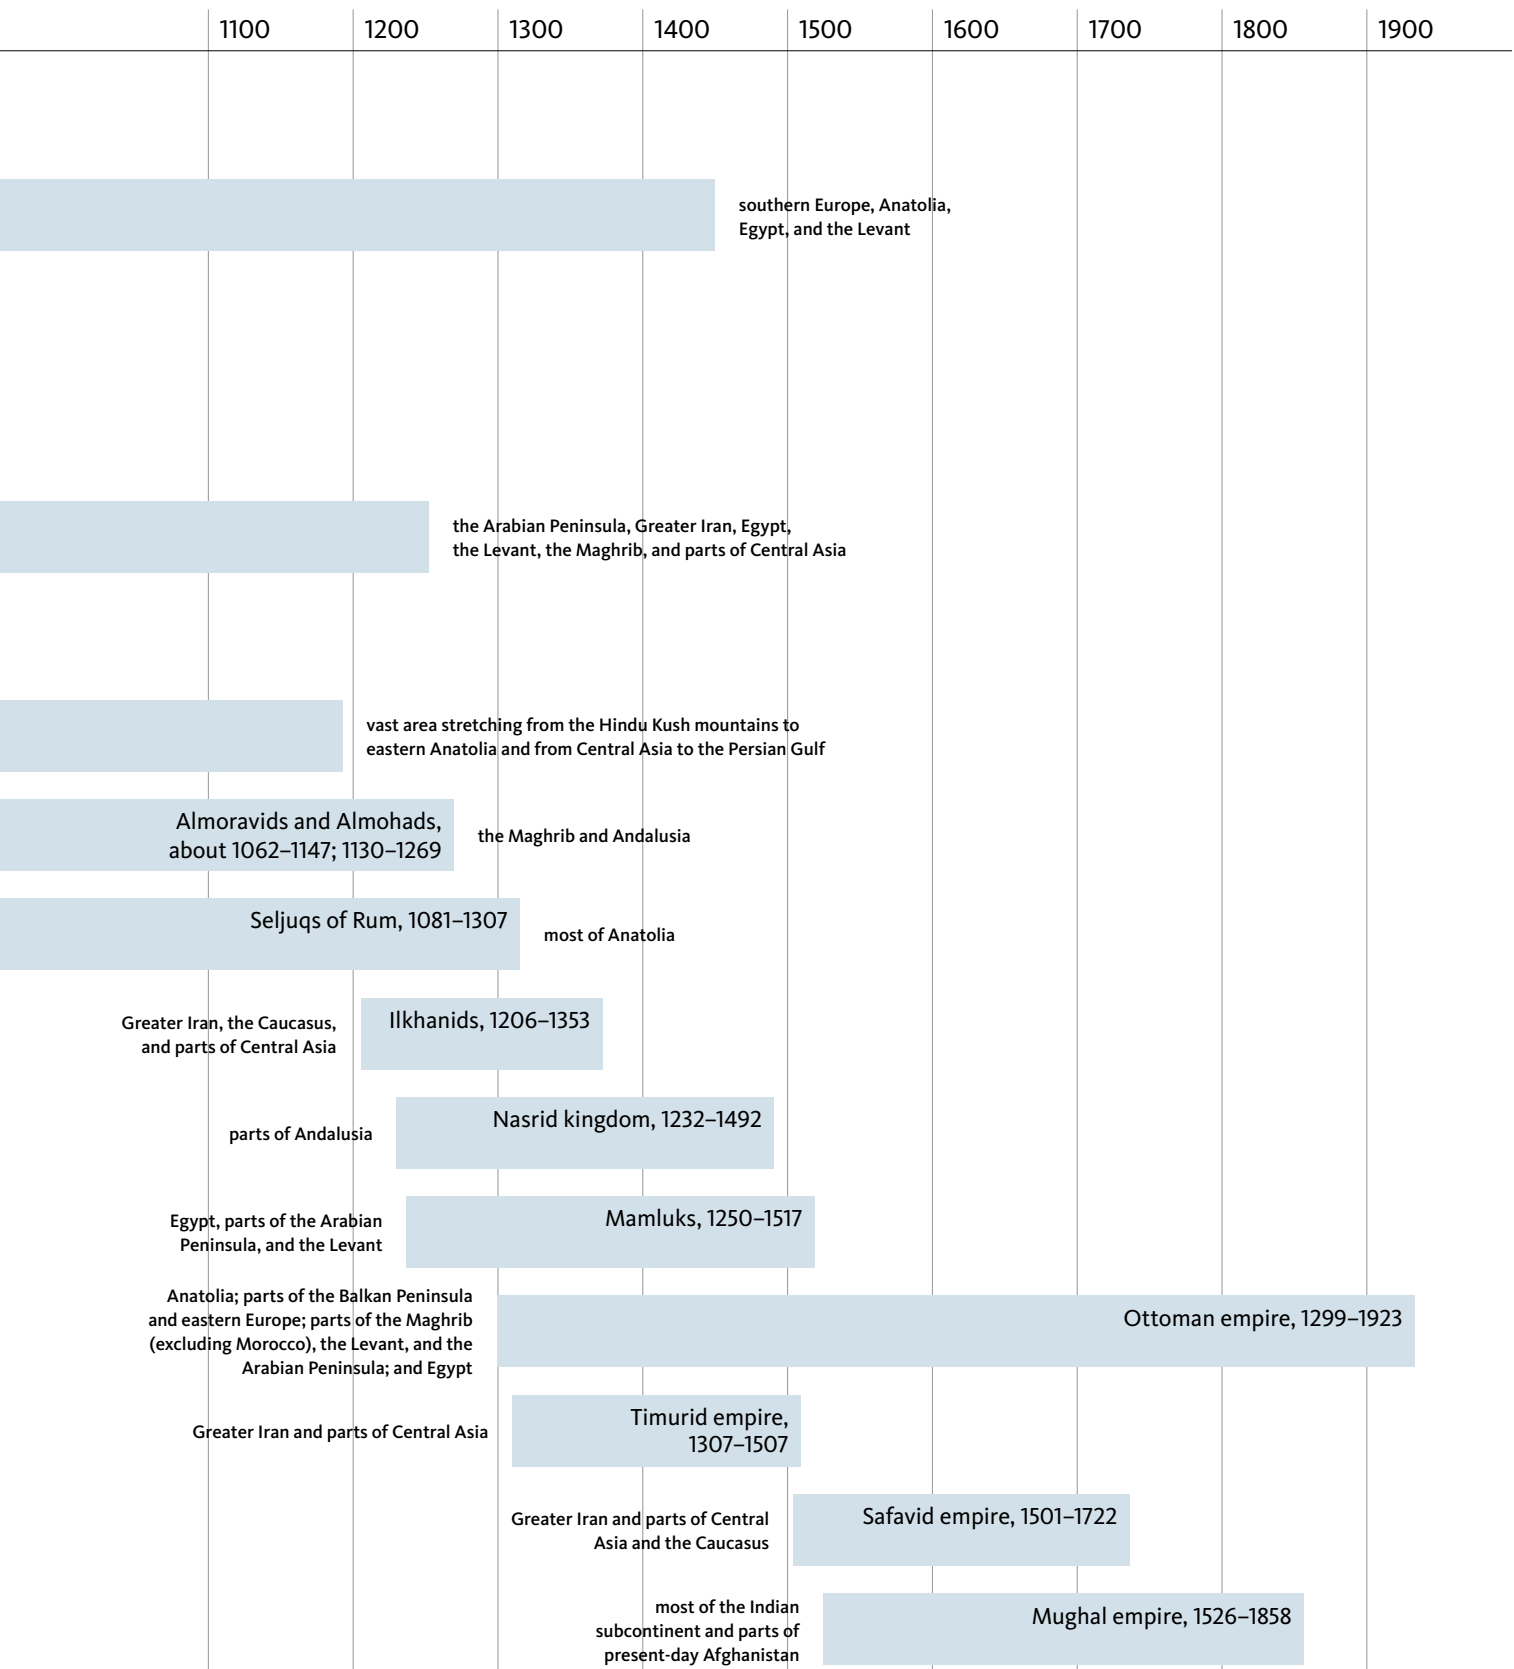 1100 1200 1300 1400 1500 1600 1700 1800 1900
southern Europe, Anatolia,
Egypt, and the Levant
the Arabian Peninsula, Greater Iran, Egypt,
the Levant, the Maghrib, and parts of Central Asia
vast area stretching from the Hindu Kush mountains to
eastern Anatolia and from Central Asia to the Persian Gulf
Almoravids and Almohads,
about 1062–1147; 1130–1269
the Maghrib and Andalusia
Seljuqs of Rum, 1081–1307
most of Anatolia
Greater Iran, the Caucasus,
and parts of Central Asia
Ilkhanids, 1206–1353
parts of Andalusia
Nasrid kingdom, 1232–1492
Egypt, parts of the Arabian
Peninsula, and the Levant
Mamluks, 1250–1517
Anatolia; parts of the Balkan Peninsula
and eastern Europe; parts of the Maghrib
(excluding Morocco), the Levant, and the
Arabian Peninsula; and Egypt
Ottoman empire, 1299–1923
Greater Iran and parts of Central Asia
Timurid empire,
1307–1507
Greater Iran and parts of Central
Asia and the Caucasus
Safavid empire, 1501–1722
most of the Indian
subcontinent and parts of
present-day Afghanistan
Mughal empire, 1526–1858